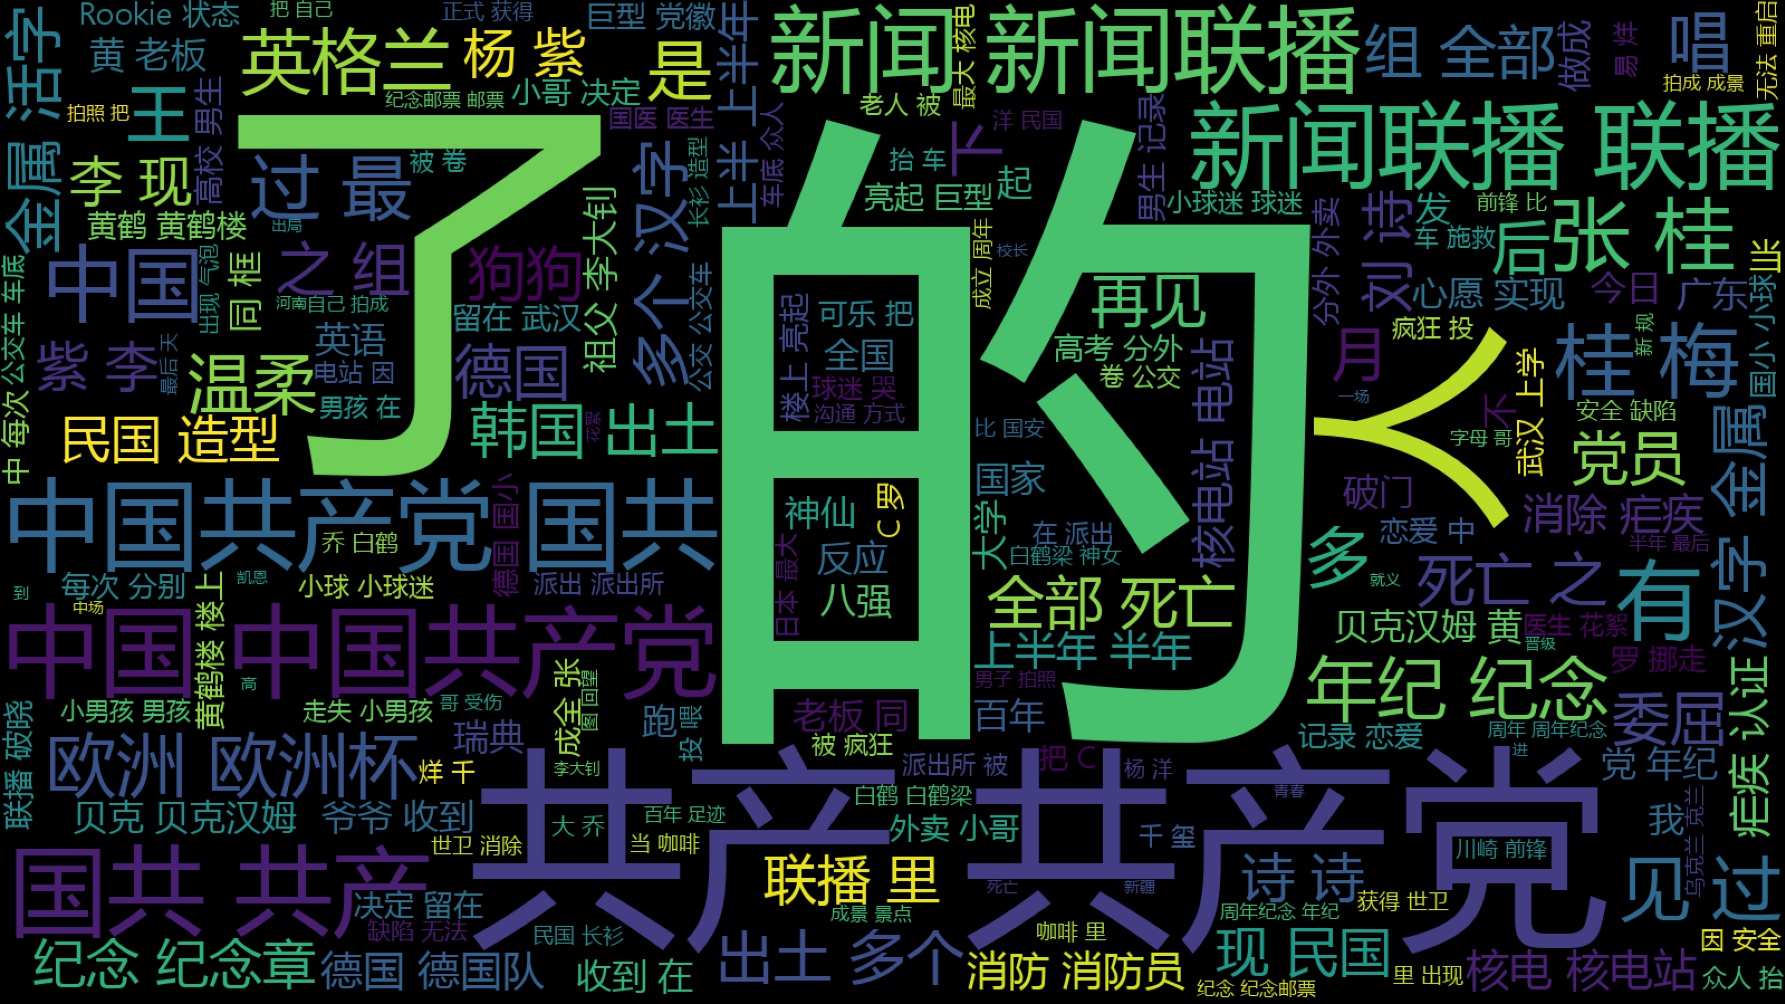 Rookie 状态
把 自己
正式 获得
巨型 党徽
上半 上半年
新闻
最大 核电
新闻联播
组 全部
做成
易 烊
唱
无法 重启
金属 活字
黄 老板
英格兰
杨 紫
是
拍成 成景
纪念邮票 邮票
小哥 决定
老人 被
拍照 把
王
高校 男生
了
国医 医生
车底 众人
的
下
洋 民国
男生 记录
新闻联播 联播
李 现
过 最
被 卷
多个 汉字
长衫 造型
抬 车
亮起 巨型
起
小球迷 球迷
分外 外卖
刘 诗
发
前锋 比
后
张 桂
当
黄鹤 黄鹤楼
出局
祖父 李大钊
成立 周年
校长
车 施救
中国
出现 气泡
同 框
之 组
狗狗
公交 公交车
再见
心愿 实现
今日
广东
国小 小球
中 每次
公交车 车底
河南
自己 拍成
留在 武汉
楼上 亮起
可乐 把
高考 分外
电站 电站
核电站
月
疯狂 投
人
新 规
桂 梅
紫 李
最后 天
温柔
英语
电站 因
德国
全国
卷 公交
武汉 上学
男孩 在
球迷 哭
沟通 方式
一场
不
安全 缺陷
民国 造型
韩国
花絮
出土
比 国安
字母 哥
党员
金属
汉字
中国共产党 国共
德国 国小
国家
神仙
C 罗
破门
消除 疟疾
乔 白鹤
日本 最大
反应
大学
在 派出
恋爱 中
多
半年 最后
白鹤梁 神女
到
每次 分别
凯恩
小球 小球迷
派出 派出所
八强
全部 死亡
就义
死亡 之
有
中场
黄鹤楼 楼上
中国 中国共产党
上半年 半年
贝克汉姆 黄
医生 花絮
晋级
罗 挪走
成全 张
图 回望
男子 拍照
年纪 纪念
高
小男孩 男孩
走失 小男孩
哥 受伤
瑞典
跑
投 喂
老板 同
百年
委屈
疟疾 认证
联播 破晓
欧洲 欧洲杯
被 疯狂
记录 恋爱
周年 周年纪念
进
党 年纪
烊 千
李大钊
共产 共产党
派出所 被
把 C
杨 洋
青春
贝克 贝克汉姆
爷爷 收到
百年 足迹
白鹤 白鹤梁
我
乌克兰 克兰
大 乔
外卖 小哥
千 玺
世卫 消除
当 咖啡
川崎 前锋
国共 共产
联播 里
死亡
新疆
诗 诗
见 过
决定 留在
成景 景点
周年纪念 年纪
获得 世卫
缺陷 无法
民国 长衫
咖啡 里
纪念 纪念章
德国 德国队
收到 在
出土 多个
消防 消防员
现 民国
里 出现
核电 核电站
因 安全
众人 抬
纪念 纪念邮票